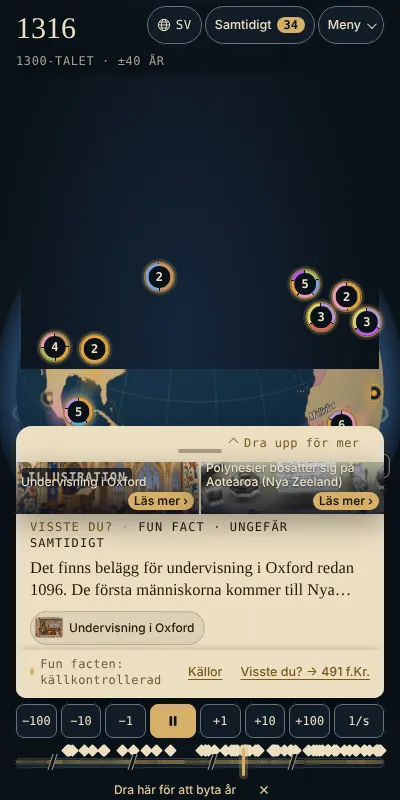 1316
SV
Samtidigt 34
Meny
1300-TALET · ±40 ÅR
2
5
2
3
3
4
2
5
Dra upp för mer
ILLUSTRATION
Undervisning i Oxford
Läs mer ›
Polynesier bosätter sig på
Aotearoa (Nya Zeeland)
Läs mer ›
VISSTE DU? · FUN FACT · UNGEFÄR
SAMTIDIGT
Det finns belägg för undervisning i Oxford redan
1096. De första människorna kommer till Nya…
Undervisning i Oxford
Fun facten:
källkontrollerad
Källor
Visste du? → 491 f.Kr.
−100
−10
−1
+1
+10
+100
1/s
Dra här för att byta år
×